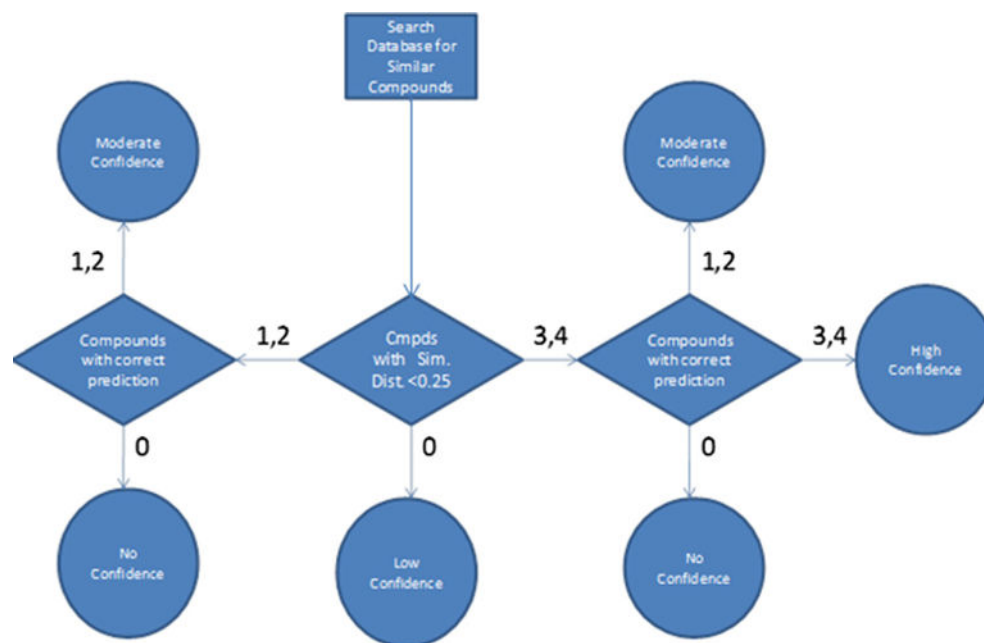 Search
Database for
Similar
Compounds
Moderate
Confidence
Moderate
Confidence
1,2
1,2
Compounds
with correct
prediction
1,2
Cmpds
with Sim.
Dist. <0.25
3,4
Compounds
with correct
prediction
3,4
High
Confidence
0
0
0
No
Confidence
Low
Confidence
No
Confidence